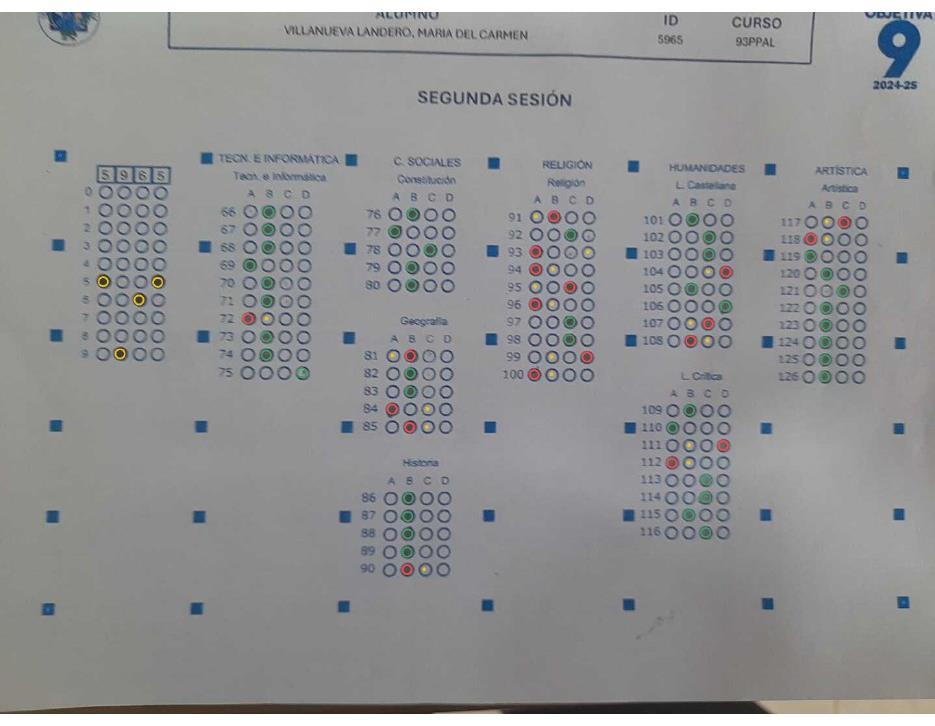 ALUMNO
VILLANUEVA LANDERO, MARIA DEL CARMEN
ID
5965
CURSO
93PPAL
OBJETIVA
9
2024-25
SEGUNDA SESIÓN
5 9 6 5
0
1
2
3
4
5
6
7
8
9
TECN. E INFORMÁTICA
Tecn. e Informática
A B C D
66
67
68
69
70
71
72
73
74
75
C. SOCIALES
Constitución
A B C D
76
77
78
79
80
Geografía
A B C D
81
82
83
84
85
Historia
A B C D
86
87
88
89
90
RELIGIÓN
Religión
A B C D
91
92
93
94
95
96
97
98
99
100
HUMANIDADES
L. Castellana
A B C D
101
102
103
104
105
106
107
108
L. Crítica
A B C D
109
110
111
112
113
114
115
116
ARTÍSTICA
Artística
A B C D
117
118
119
120
121
122
123
124
125
126